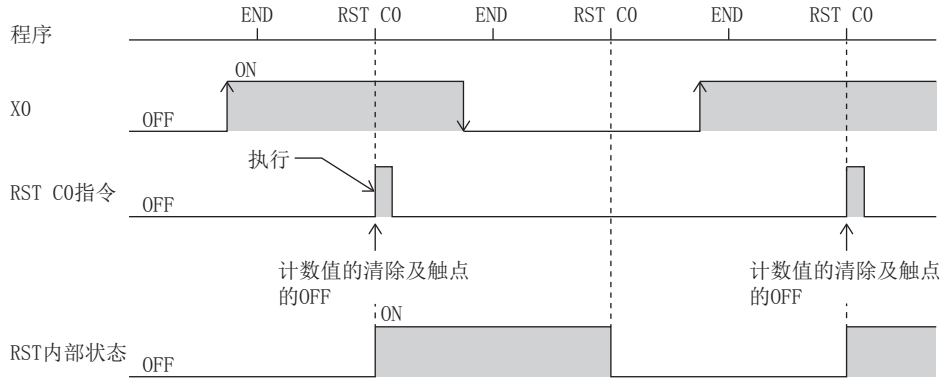 END RST C0 END RST C0 END RST C0
程序
ON
X0
OFF
执行
RST C0指令
OFF
计数值的清除及触点
的OFF
计数值的清除及触点
的OFF
ON
RST内部状态
OFF